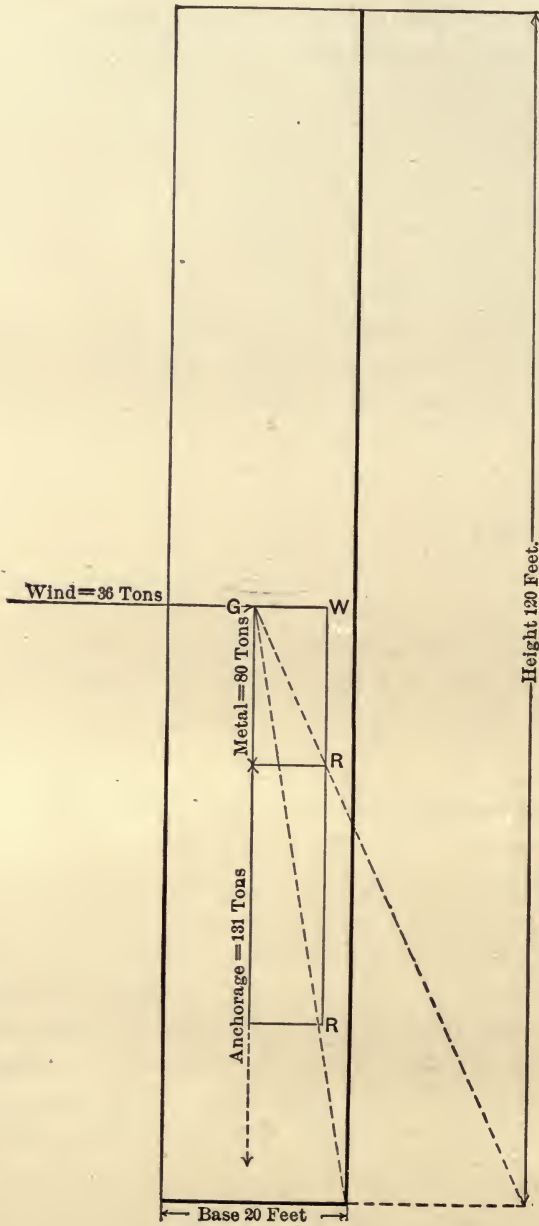 Wind=36 Tons
G
W
Metal=80 Tons
R
Height 120 Feet.
Anchorage=131 Tons
R
Base 20 Feet